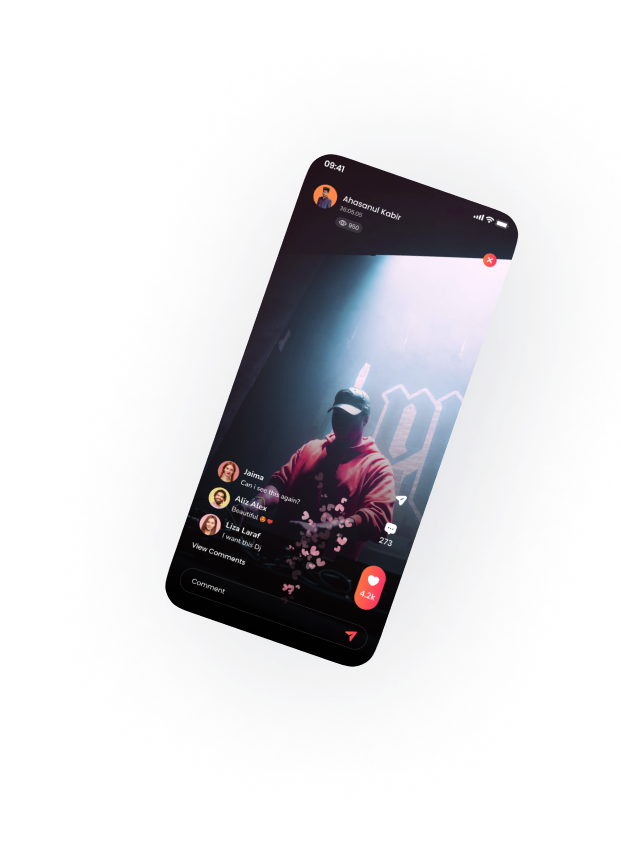 09:41
Ahasanul Kabir
36:05:05
950
Jaima
Can i see this again?
Aliz Alex
Beautiful 😍❤️
Liza Laraf
I want this Dj
View Comments
273
4.2k
Comment